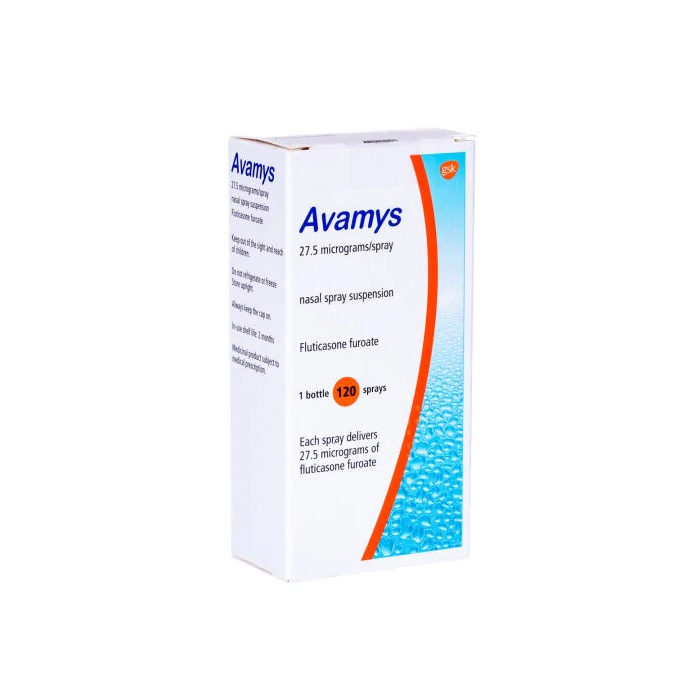 Avamys
27.5 micrograms/spray
nasal spray suspension
Fluticasone furoate
Keep out of the sight and reach
of children.
Do not refrigerate or freeze
Store upright.
Always keep the cap on.
In-use shelf life: 2 months
Medicinal product subject to
medical prescription.
gsk
Avamys
27.5 micrograms/spray
nasal spray suspension
Fluticasone furoate
1 bottle 120 sprays
Each spray delivers
27.5 micrograms of
fluticasone furoate